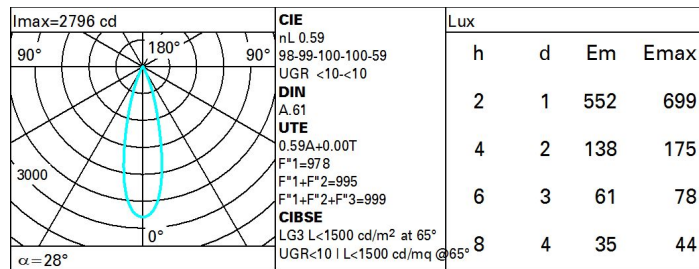 Imax=2796 cd
90°
180°
90°
3000
0°
α=28°
CIE
nL 0.59
98-99-100-100-59
UGR <10-<10
DIN
A.61
UTE
0.59A+0.00T
F"1=978
F"1+F"2=995
F"1+F"2+F"3=999
CIBSE
LG3 L<1500 cd/m² at 65°
UGR<10 | L<1500 cd/mq @65°
Lux
h d Em Emax
2 1 552 699
4 2 138 175
6 3 61 78
8 4 35 44